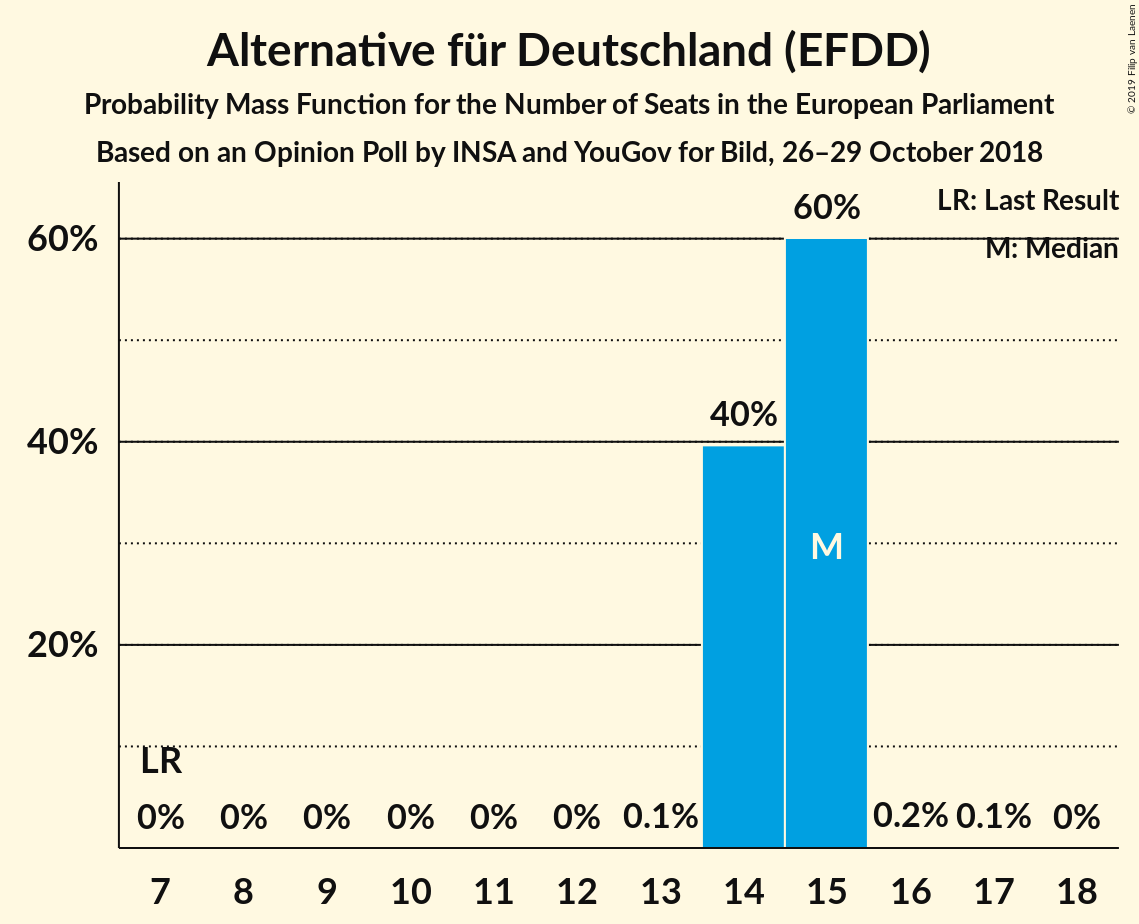 Alternative für Deutschland (EFDD)
Probability Mass Function for the Number of Seats in the European Parliament
Based on an Opinion Poll by INSA and YouGov for Bild, 26–29 October 2018
© 2019 Filip van Laenen
LR: Last Result
M: Median
60%
60%
40%
40%
M
20%
LR
0% 0% 0% 0% 0% 0% 0.1% 0.2% 0.1% 0%
7 8 9 10 11 12 13 14 15 16 17 18